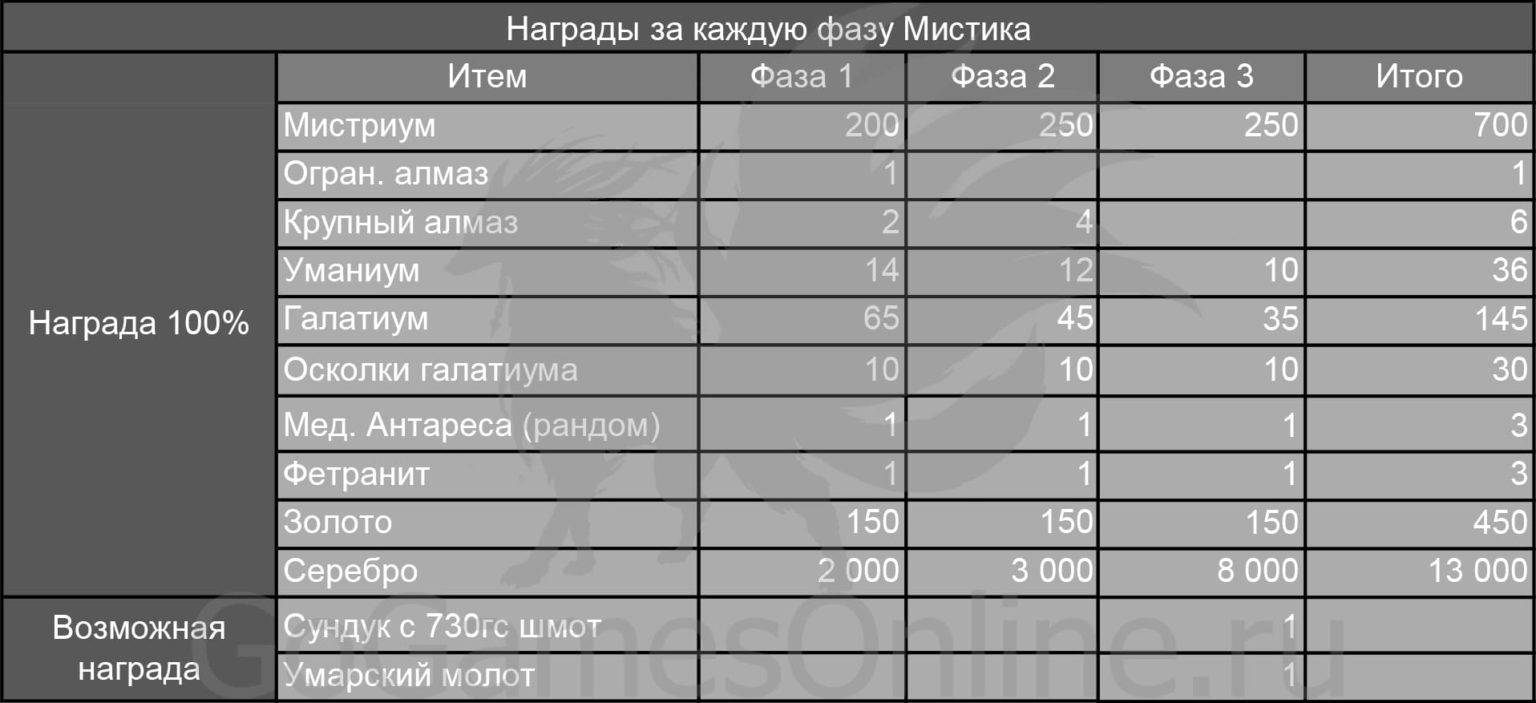 Награды за каждую фазу Мистика
Итем Фаза 1 Фаза 2 Фаза 3 Итого
Награда 100%
Мистриум 200 250 250 700
Огран. алмаз 1 1
Крупный алмаз 2 4 6
Уманиум 14 12 10 36
Галатиум 65 45 35 145
Осколки галатиума 10 10 10 30
Мед. Антареса (рандом) 1 1 1 3
Фетранит 1 1 1 3
Золото 150 150 150 450
Серебро 2 000 3 000 8 000 13 000
Возможная
награда
Сундук с 730гс шмот 1
Умарский молот 1
GoGamesOnline.ru